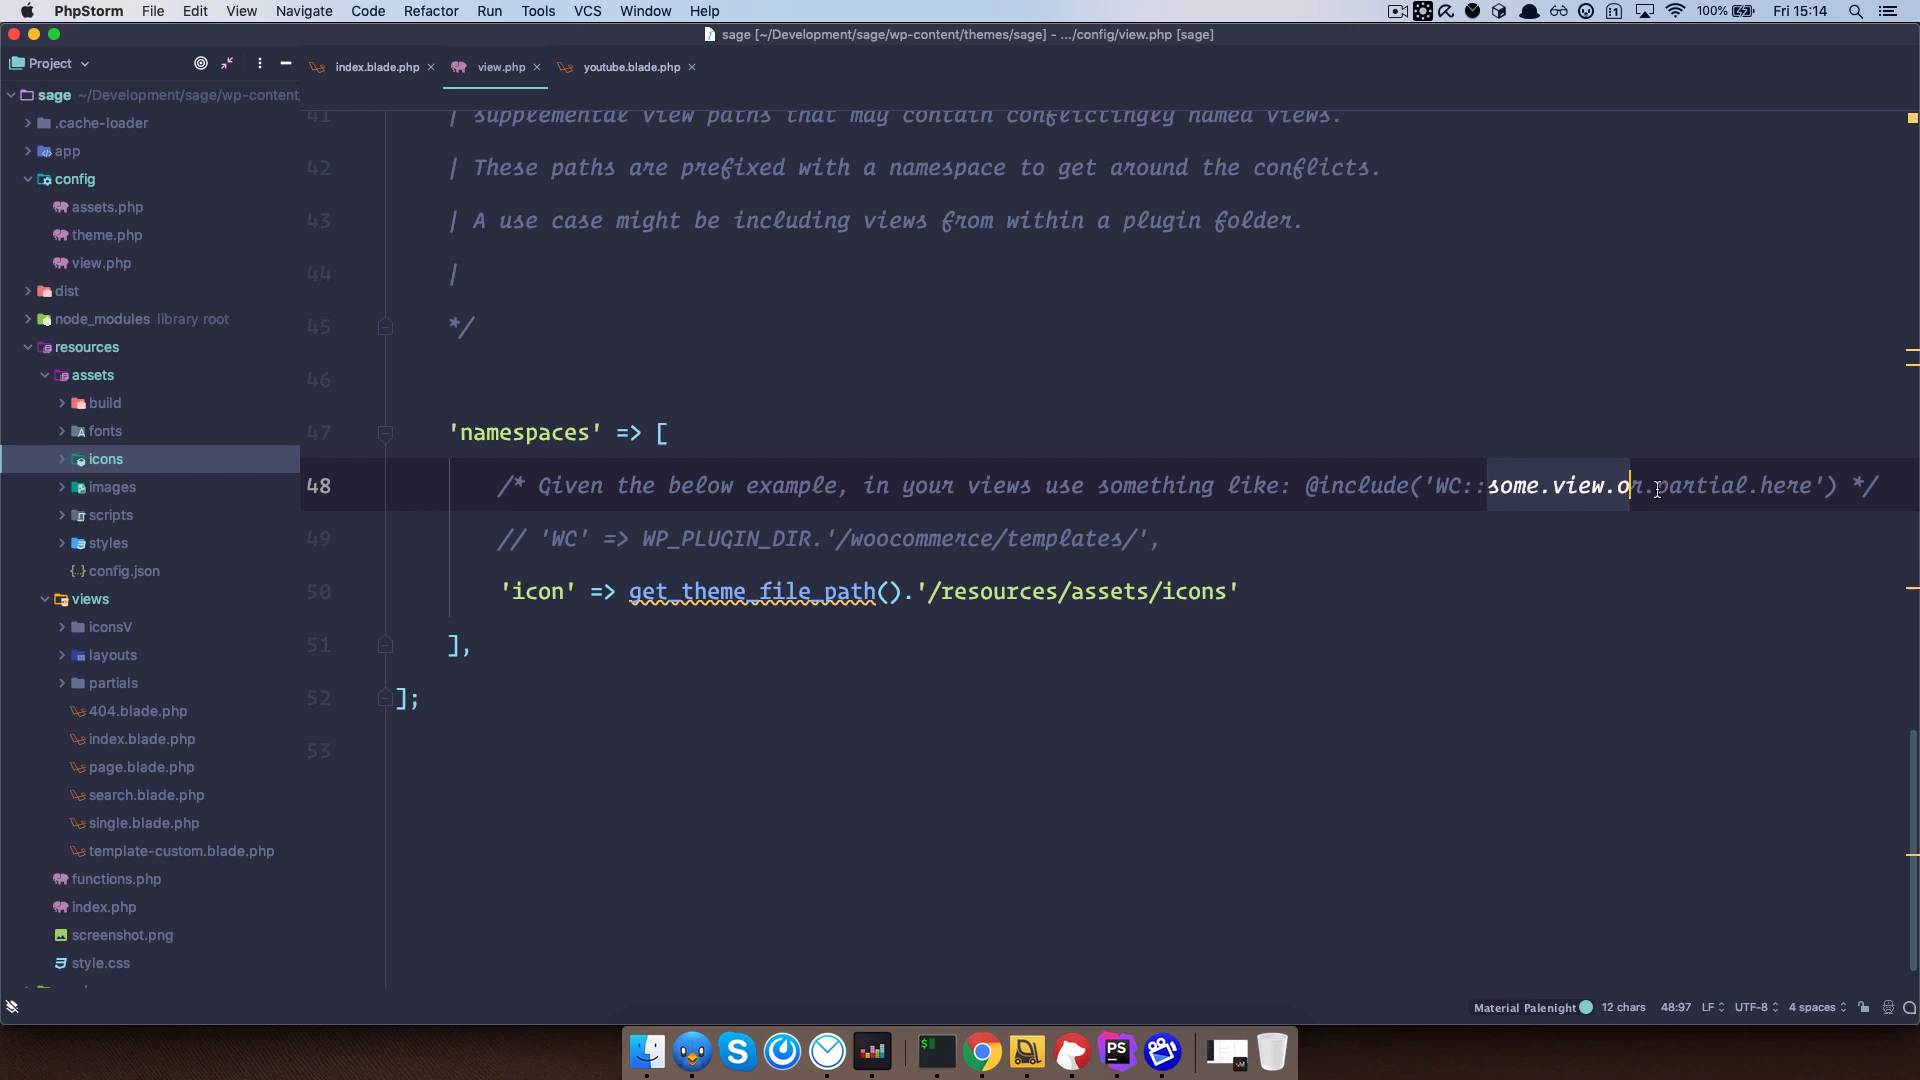 PhpStorm File Edit View Navigate Code Refactor Run Tools VCS Window Help 100% Fri 15:14
sage [~/Development/sage/wp-content/themes/sage] - .../config/view.php [sage]
Project
index.blade.php
view.php
youtube.blade.php
sage ~/Development/sage/wp-content
.cache-loader
app
config
assets.php
theme.php
view.php
dist
node_modules library root
resources
assets
build
fonts
icons
images
scripts
styles
config.json
views
iconsV
layouts
partials
404.blade.php
index.blade.php
page.blade.php
search.blade.php
single.blade.php
template-custom.blade.php
functions.php
index.php
screenshot.png
style.css
41 | supplemental view paths that may contain conflictingly named views.
42 | These paths are prefixed with a namespace to get around the conflicts.
43 | A use case might be including views from within a plugin folder.
44 |
45 */
46
47 'namespaces' => [
48 /* Given the below example, in your views use something like: @include('WC::some.view.or.partial.here') */
49 // 'WC' => WP_PLUGIN_DIR.'/woocommerce/templates/',
50 'icon' => get_theme_file_path().'/resources/assets/icons'
51 ],
52 ];
53
Material Palenight 12 chars 48:97 LF UTF-8 4 spaces
PS